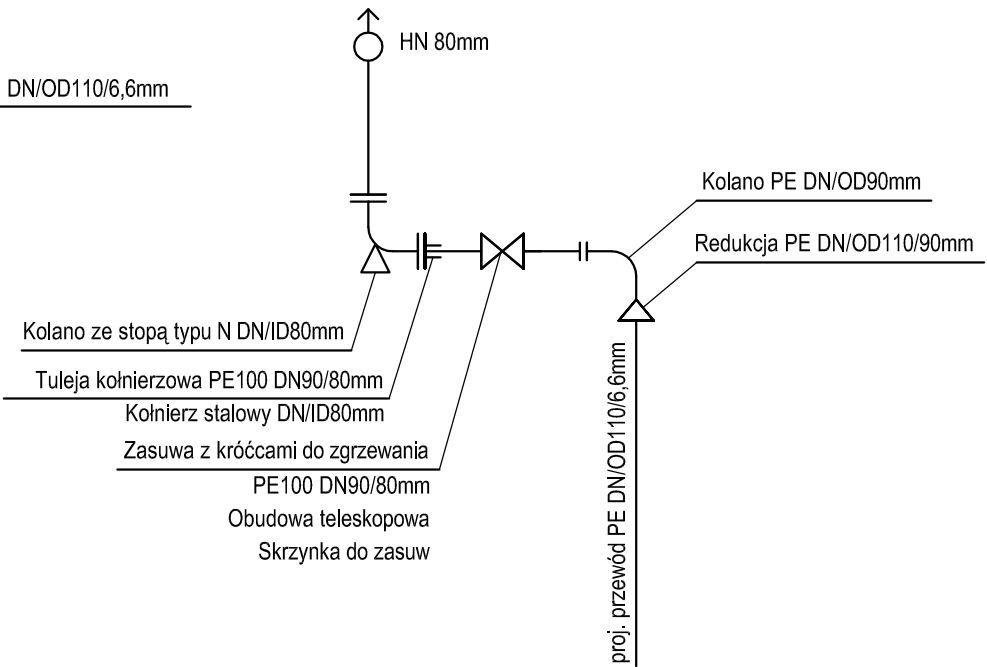 HN 80mm
DN/OD110/6,6mm
Kolano PE DN/OD90mm
Redukcja PE DN/OD110/90mm
Kolano ze stopą typu N DN/ID80mm
Tuleja kołnierzowa PE100 DN90/80mm
Kołnierz stalowy DN/ID80mm
Zasuwa z króćcami do zgrzewania
PE100 DN90/80mm
Obudowa teleskopowa
Skrzynka do zasuw
proj. przewód PE DN/OD110/6,6mm